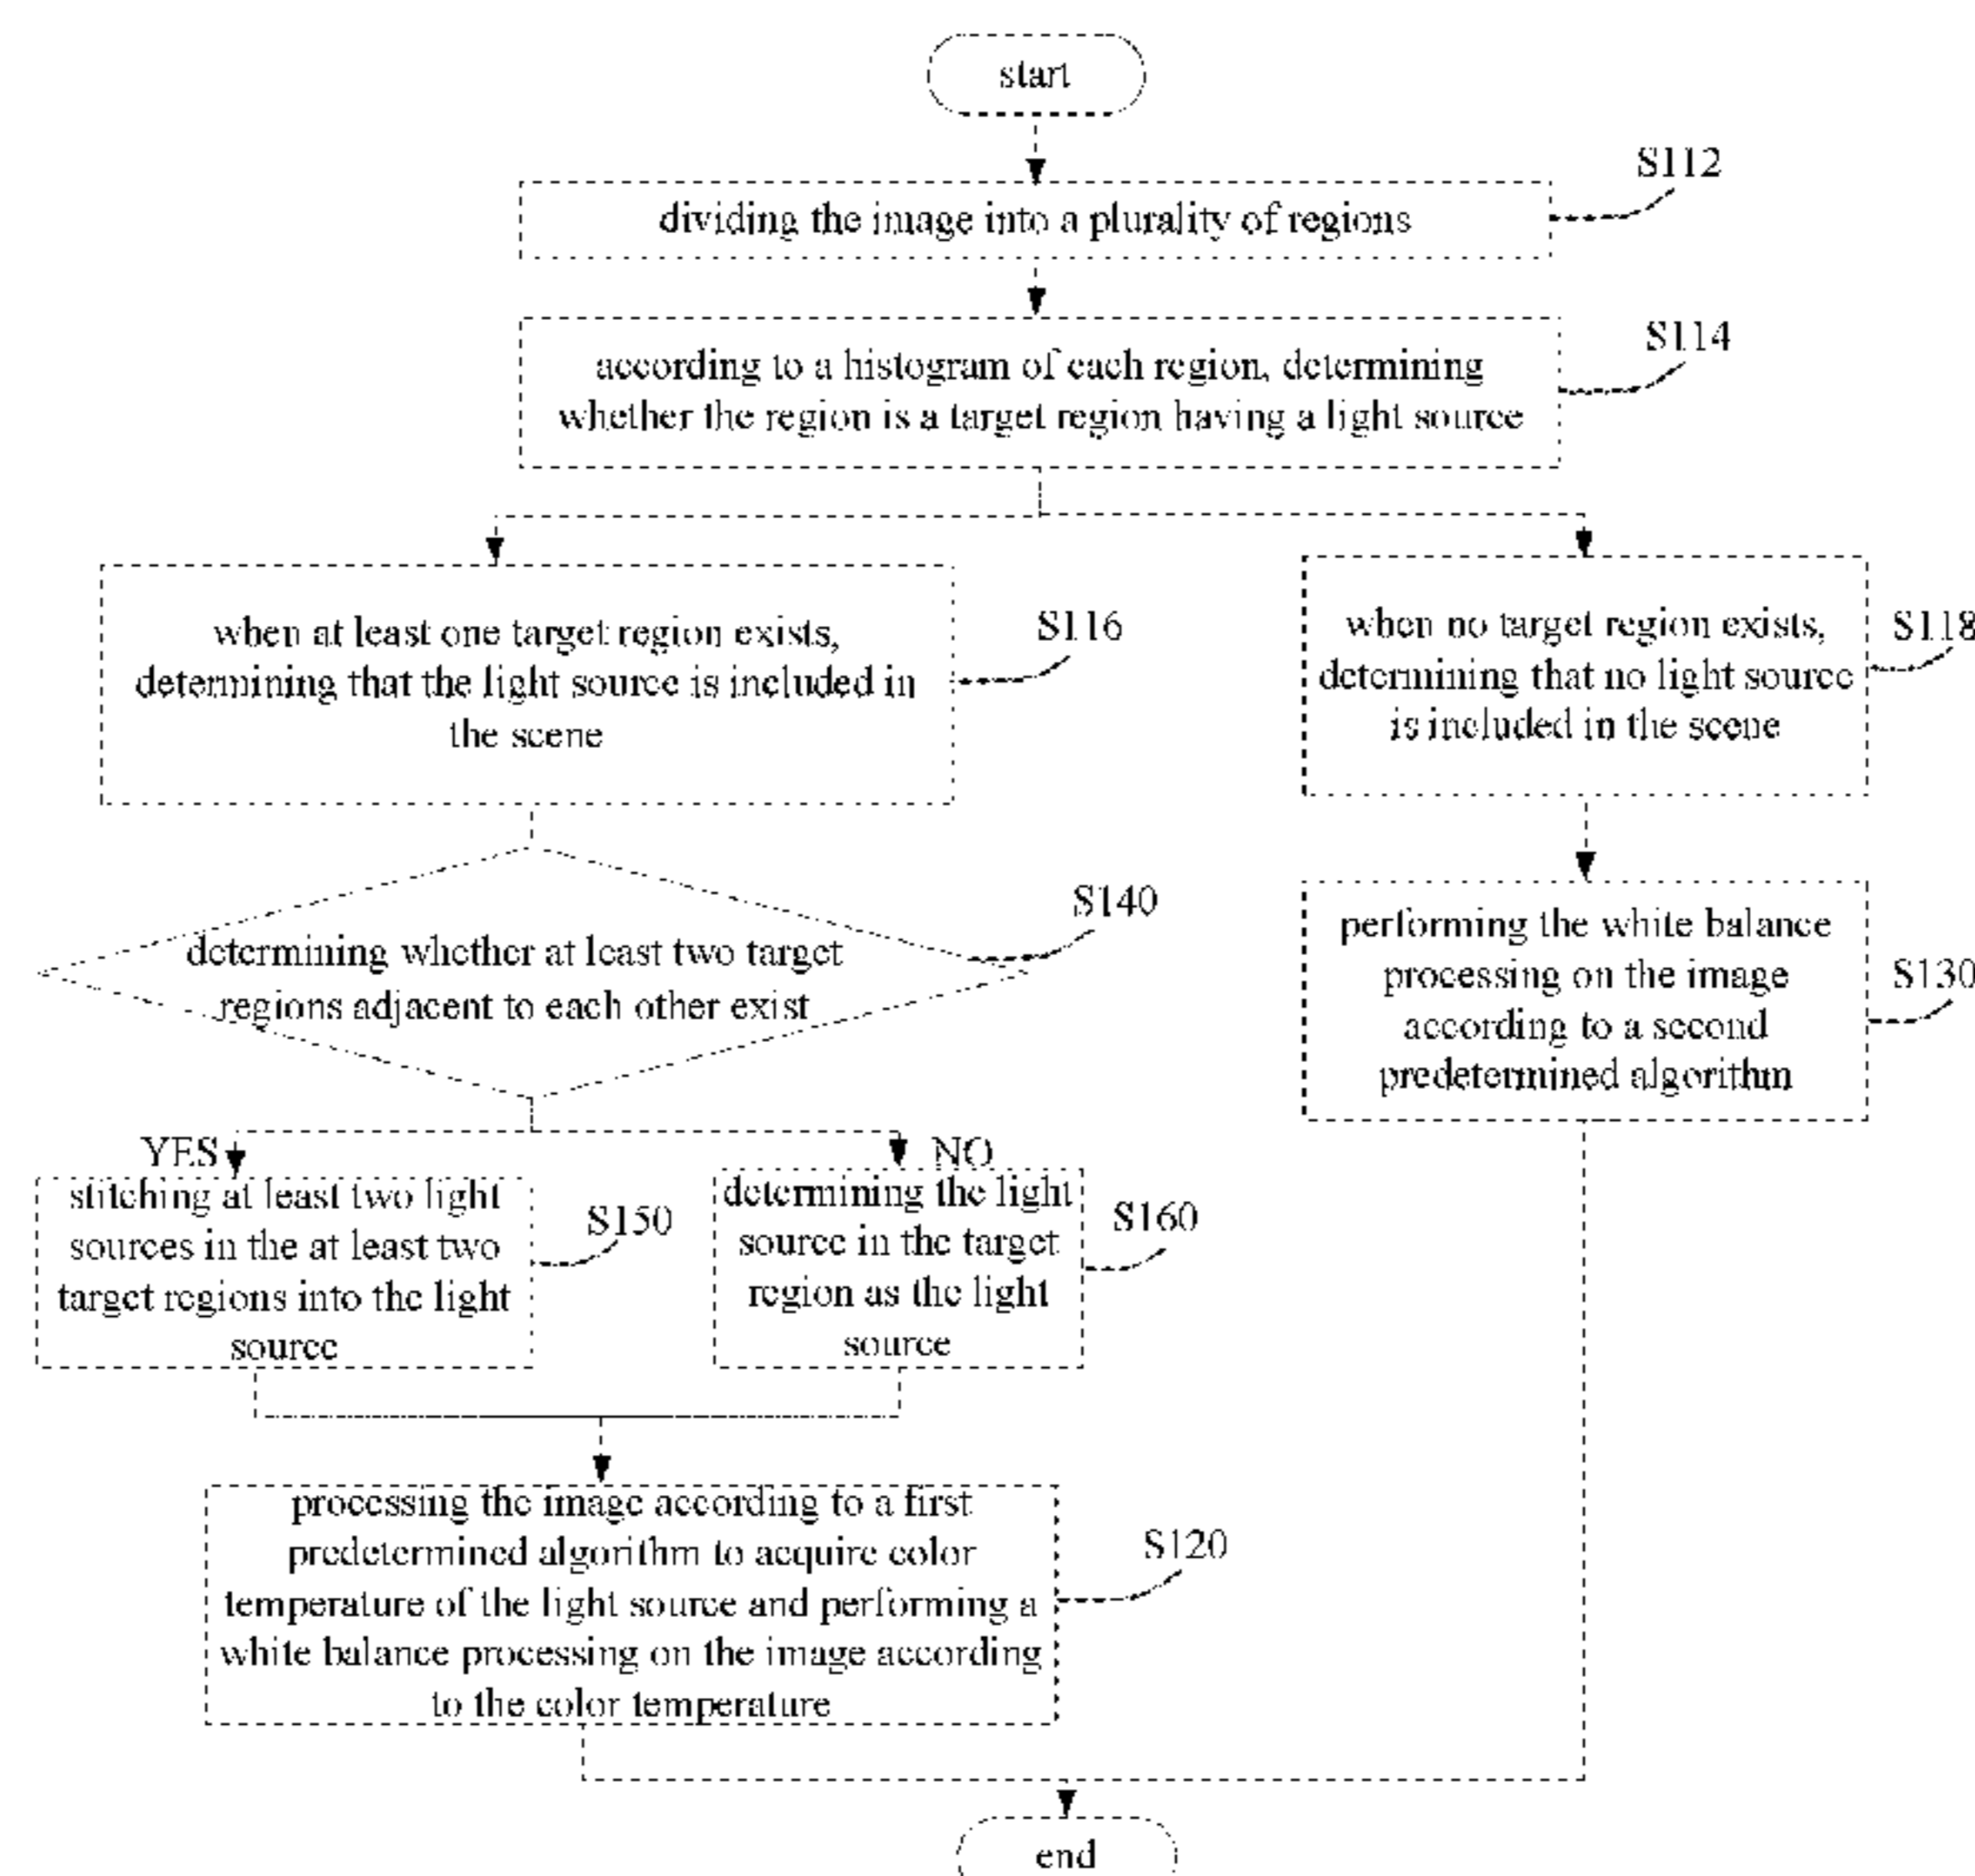 start
S112
dividing the image into a plurality of regions
S114
according to a histogram of each region, determining
whether the region is a target region having a light source
when at least one target region exists,
determining that the light source is included in
the scene
S116
when no target region exists,
determining that no light source
is included in the scene
S118
determining whether at least two target
regions adjacent to each other exist
S140
performing the white balance
processing on the image
according to a second
predetermined algorithm
S130
YES
NO
stitching at least two light
sources in the at least two
target regions into the light
source
S150
determining the light
source in the target
region as the light
source
S160
processing the image according to a first
predetermined algorithm to acquire color
temperature of the light source and performing a
white balance processing on the image according
to the color temperature
S120
end